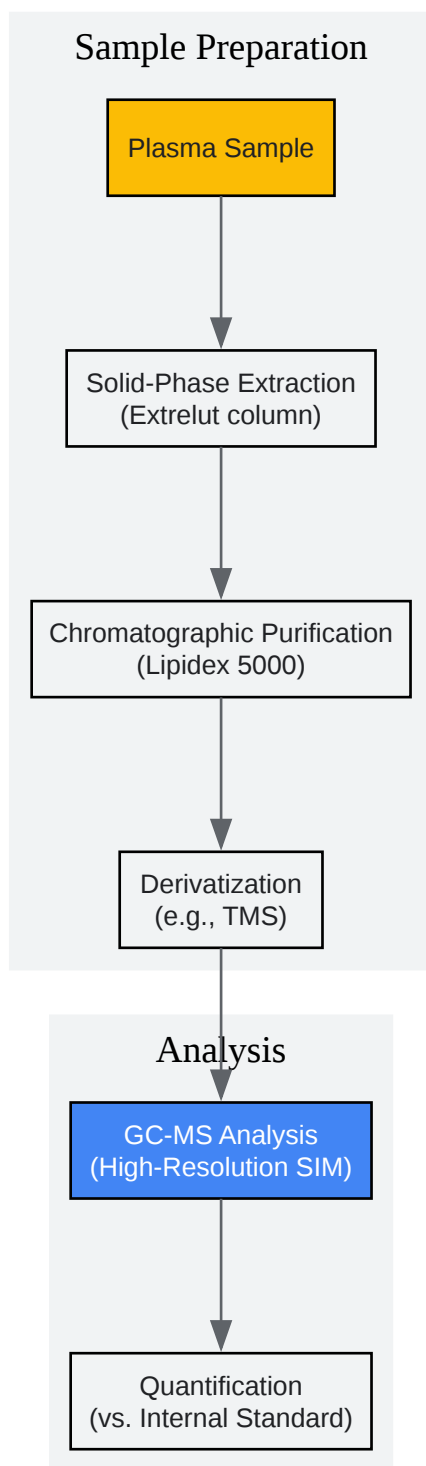 Sample Preparation
Plasma Sample
Solid-Phase Extraction
(Extrelut column)
Chromatographic Purification
(Lipidex 5000)
Derivatization
(e.g., TMS)
Analysis
GC-MS Analysis
(High-Resolution SIM)
Quantification
(vs. Internal Standard)